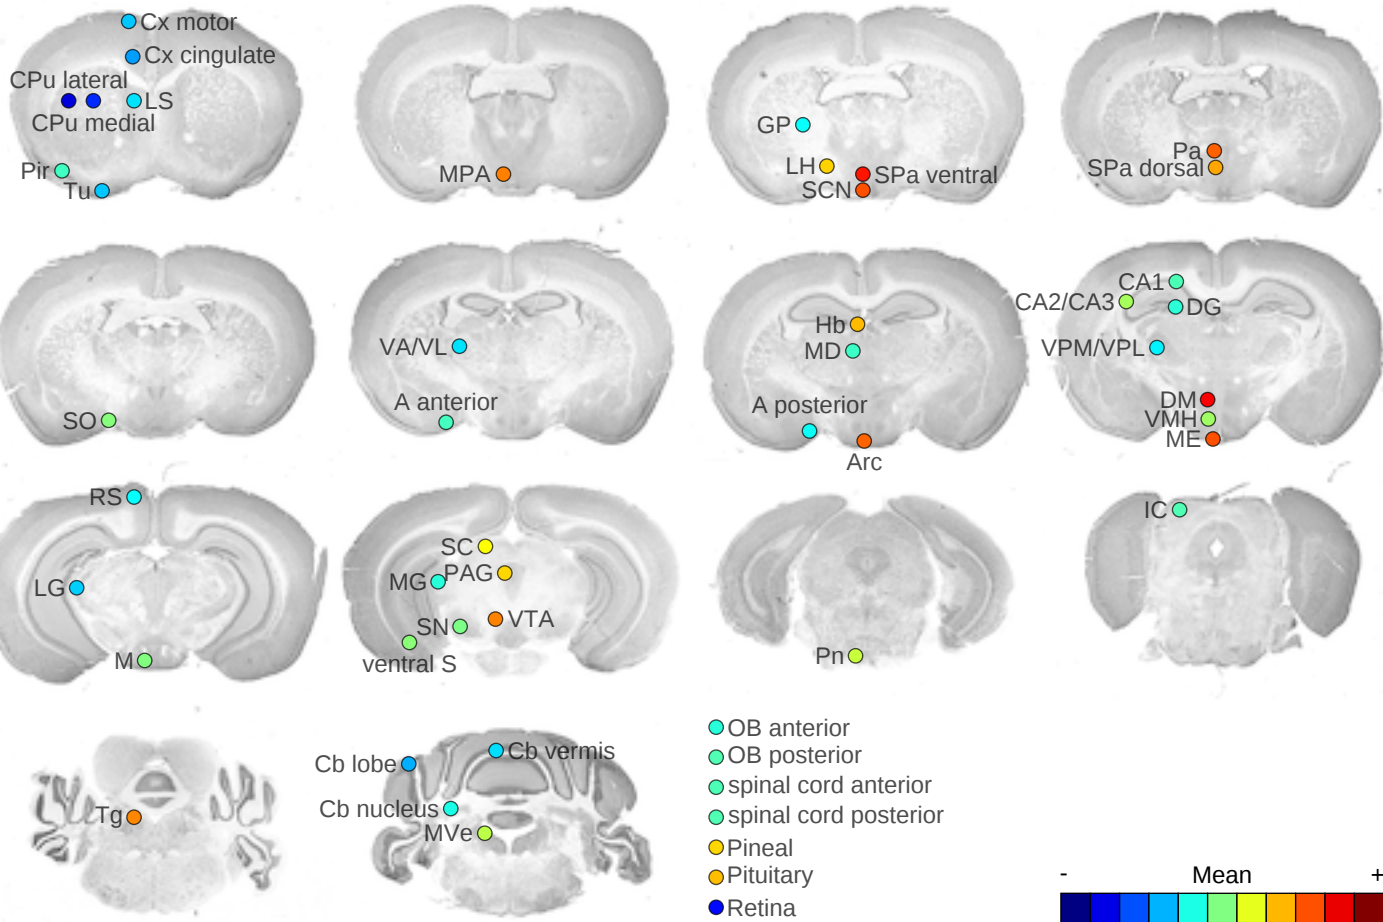 Cx motor
Cx cingulate
CPu lateral
LS
CPu medial
Pir
Tu
MPA
GP
LH
SPa ventral
SCN
Pa
SPa dorsal
SO
VA/VL
A anterior
Hb
MD
A posterior
Arc
CA1
CA2/CA3
DG
VPM/VPL
DM
VMH
ME
RS
LG
M
SC
MG
PAG
SN
VTA
ventral S
Pn
IC
Tg
Cb lobe
Cb vermis
Cb nucleus
MVe
OB anterior
OB posterior
spinal cord anterior
spinal cord posterior
Pineal
Pituitary
Retina
- Mean +